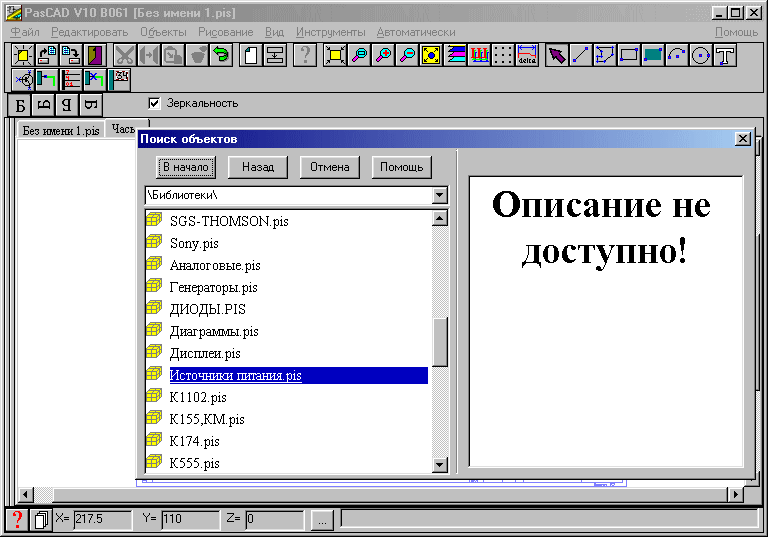 PasCAD V10 B061 [Без имени 1.pis]
Файл Редактировать Объекты Рисование Вид Инструменты Автоматически Помощь
delta
Б
Зеркальность
Без имени 1.pis
Поиск объектов
В начало Назад Отмена Помощь
\Библиотеки\
SGS-THOMSON.pis
Sony.pis
Аналоговые.pis
Генераторы.pis
ДИОДЫ.PIS
Диаграммы.pis
Дисплеи.pis
Источники питания.pis
К1102.pis
К155,КМ.pis
К174.pis
К555.pis
Описание не
доступно!
X= 217.5 Y= 110 Z= 0 ...